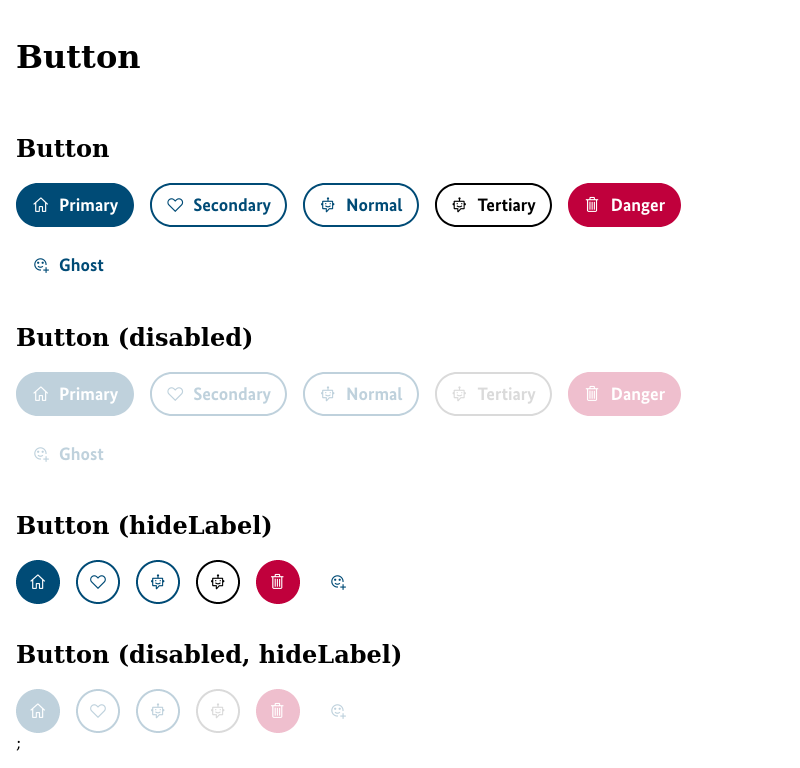 Button
Button
Primary Secondary Normal Tertiary Danger
Ghost
Button (disabled)
Primary Secondary Normal Tertiary Danger
Ghost
Button (hideLabel)
Button (disabled, hideLabel)
;